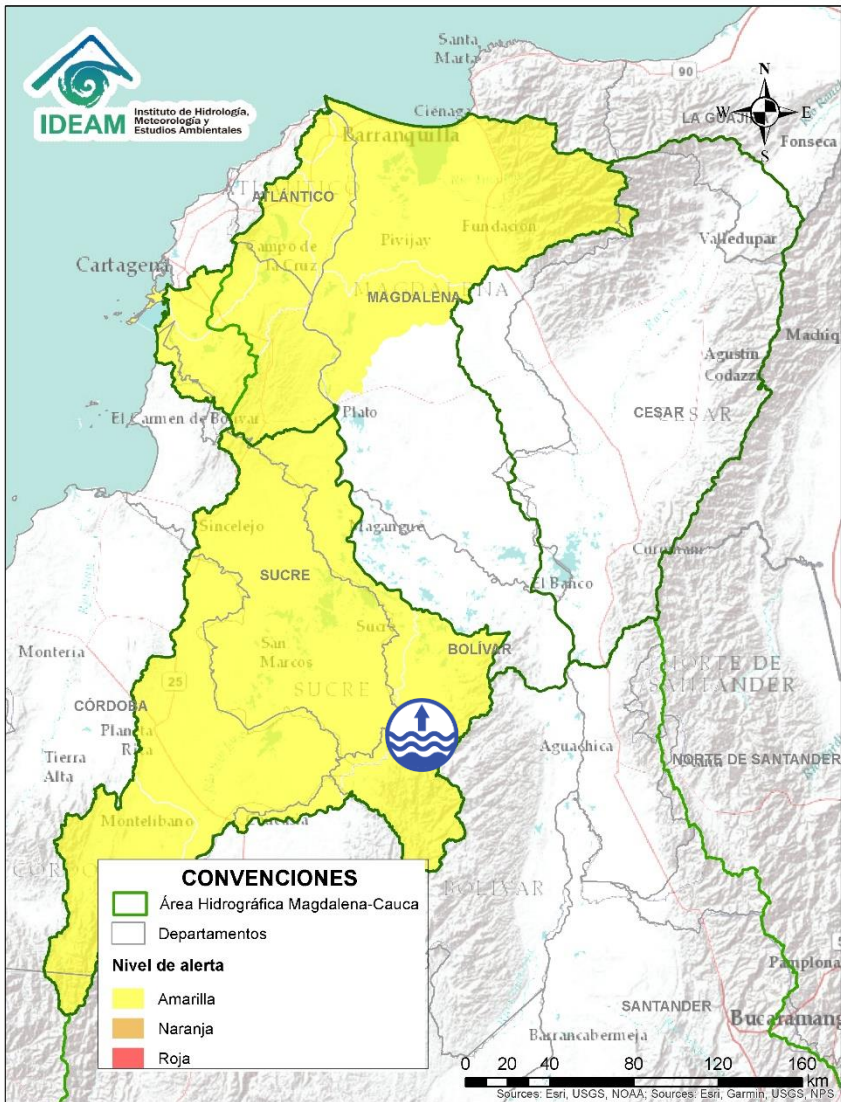 IDEAM
Instituto de Hidrología,
Meteorología y
Estudios Ambientales
Santa
Marta
90
N
W
E
S
LA GUAJI
Ciénaga
Barranquilla
Fonseca
ATLÁNTICO
Valledupar
Pivijay
Fundación
Campo de
la Cruz
Cartagena
MAGDALENA
MAGDALENA
Machiq
Agustín
Codazzi
CESAR
CESAR
El Carmen de Bolívar
Plato
Sincelejo
Magangué
Curumaní
SUCRE
El Banco
Sucre
San
Marcos
BOLÍVAR
Montería
25
SUCRE
NORTE DE
SANTANDER
CÓRDOBA
Planeta
Rica
Aguachica
NORTE DE SANTANDER
Tierra
Alta
Montelíbano
BOLÍVAR
CONVENCIONES
Área Hidrográfica Magdalena-Cauca
Departamentos
Nivel de alerta
Amarilla
Naranja
Roja
Pamplona
SANTANDER
Bucaramang
Barrancabermeja
0 20 40 80 120 160
km
Sources: Esri, USGS, NOAA; Sources: Esri, Garmin, USGS, NPS